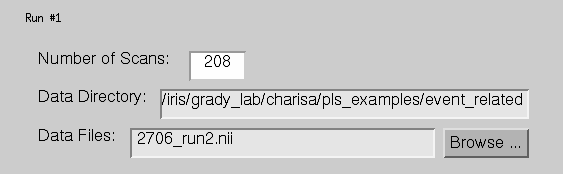 Run #1
Number of Scans: 208
Data Directory: /iris/grady_lab/charisa/pls_examples/event_related
Data Files: 2706_run2.nii Browse ...